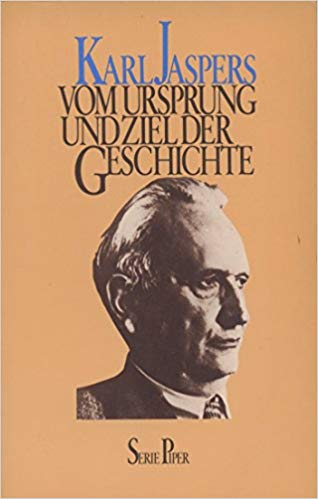 KARL JASPERS
VOM URSPRUNG
UND ZIEL DER
GESCHICHTE
SERIE PIPER